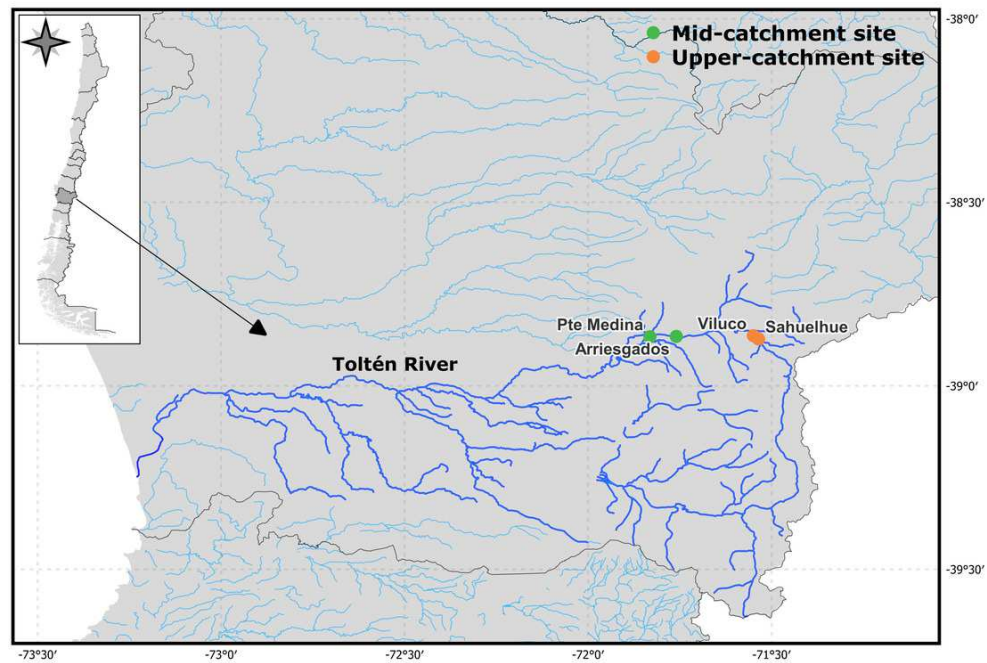 Mid-catchment site
Upper-catchment site
-38°0'
-38°30'
Pte Medina
Viluco
Sahuelhue
Arriesgados
Toltén River
-39°0'
-39°30'
-73°30'
-73°0'
-72°30'
-72°0'
-71°30'